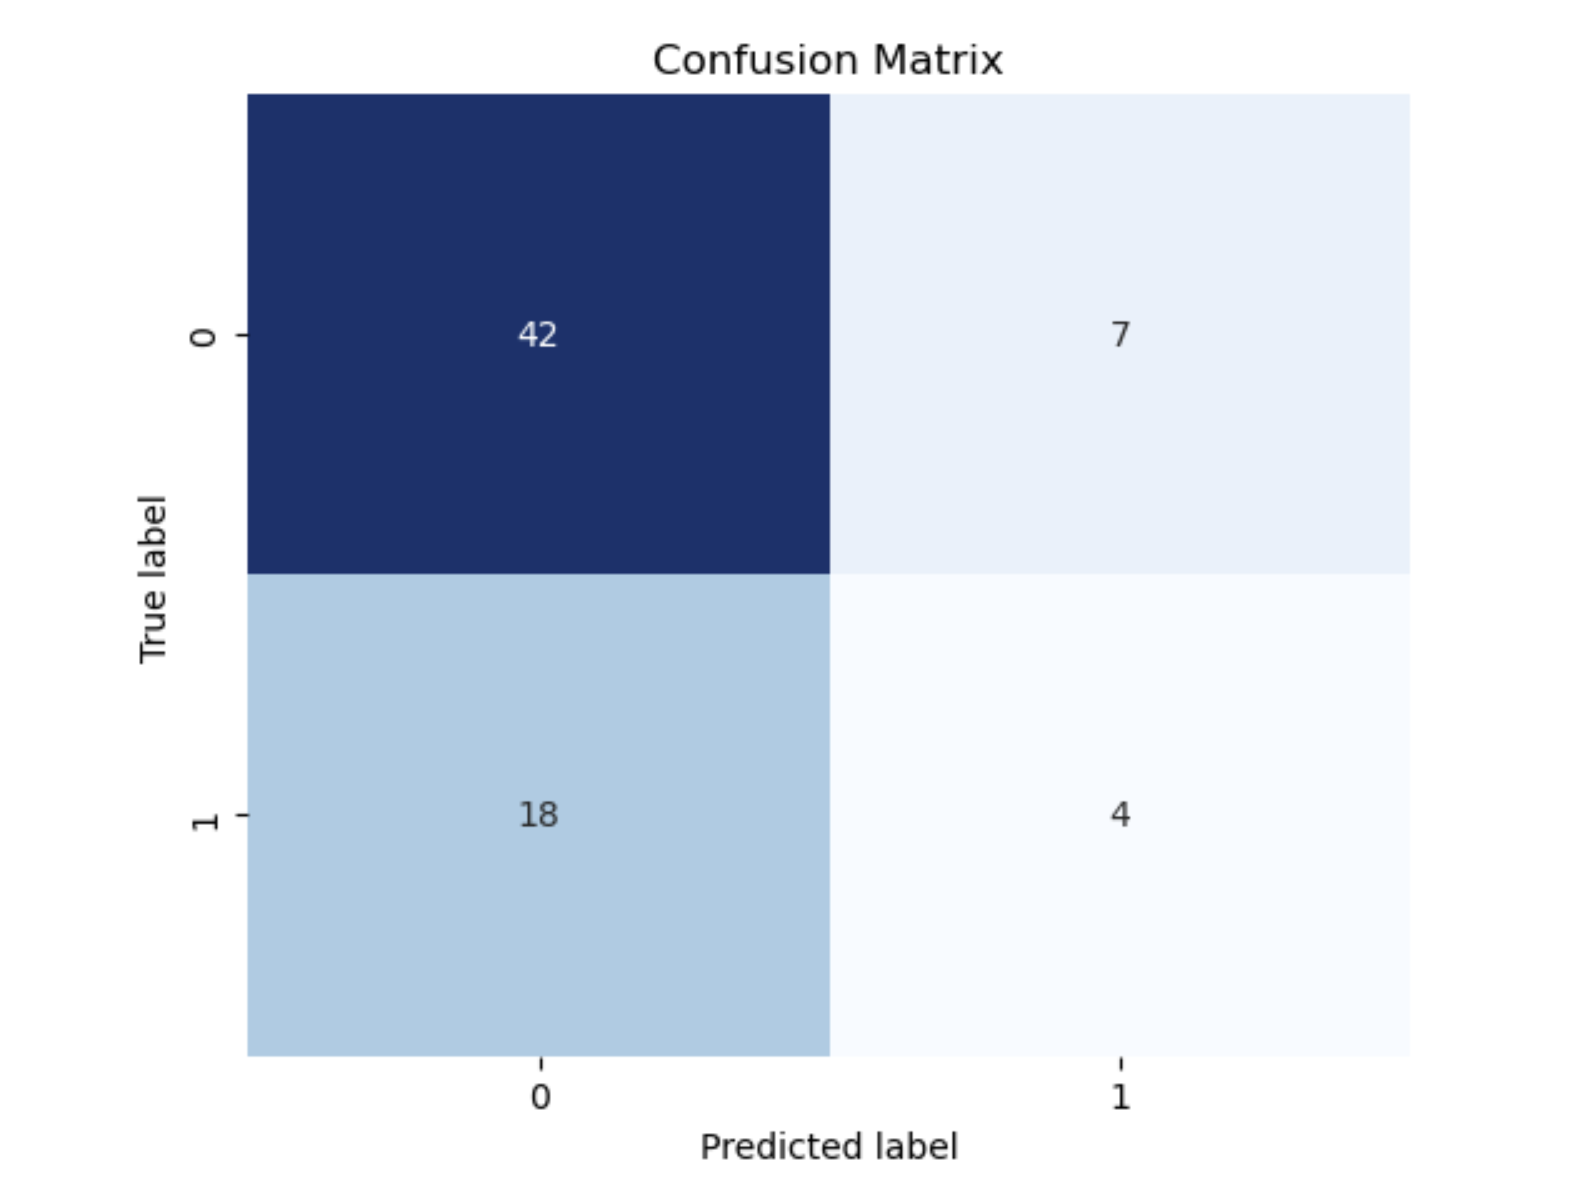 Confusion Matrix
True label
0
42
7
1
18
4
0
1
Predicted label